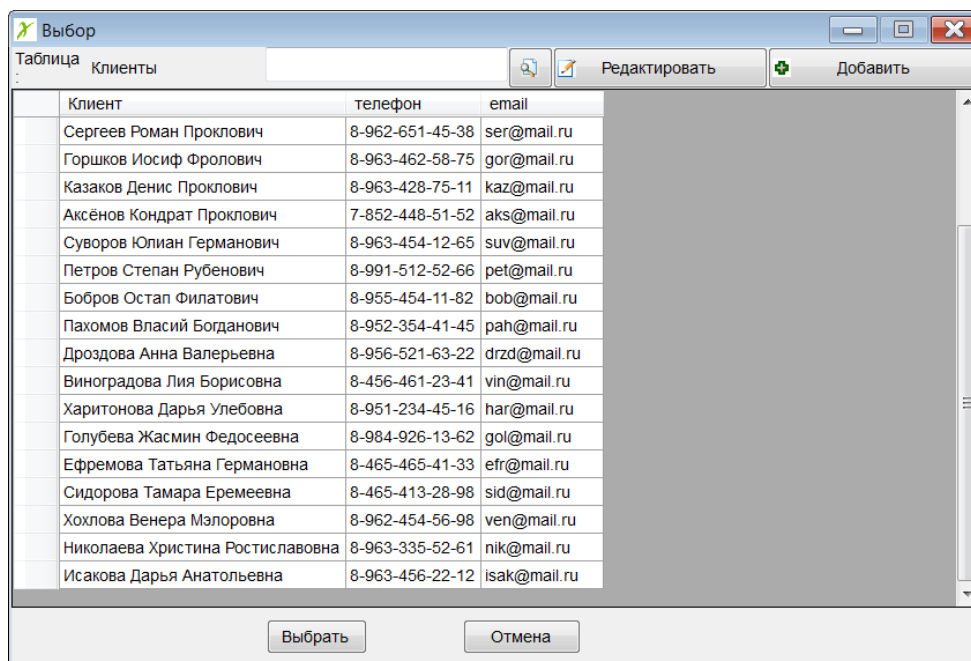 Выбор
Таблица : Клиенты Редактировать Добавить
Клиент телефон email
Сергеев Роман Проклович 8-962-651-45-38 ser@mail.ru
Горшков Иосиф Фролович 8-963-462-58-75 gor@mail.ru
Казаков Денис Проклович 8-963-428-75-11 kaz@mail.ru
Аксёнов Кондрат Проклович 7-852-448-51-52 aks@mail.ru
Суворов Юлиан Германович 8-963-454-12-65 suv@mail.ru
Петров Степан Рубенович 8-991-512-52-66 pet@mail.ru
Бобров Остап Филатович 8-955-454-11-82 bob@mail.ru
Пахомов Власий Богданович 8-952-354-41-45 pah@mail.ru
Дроздова Анна Валерьевна 8-956-521-63-22 drzd@mail.ru
Виноградова Лия Борисовна 8-456-461-23-41 vin@mail.ru
Харитонова Дарья Улебовна 8-951-234-45-16 har@mail.ru
Голубева Жасмин Федосеевна 8-984-926-13-62 gol@mail.ru
Ефремова Татьяна Германовна 8-465-465-41-33 efr@mail.ru
Сидорова Тамара Еремеевна 8-465-413-28-98 sid@mail.ru
Хохлова Венера Мэлоровна 8-962-454-56-98 ven@mail.ru
Николаева Христина Ростиславовна 8-963-335-52-61 nik@mail.ru
Исакова Дарья Анатольевна 8-963-456-22-12 isak@mail.ru
Выбрать Отмена